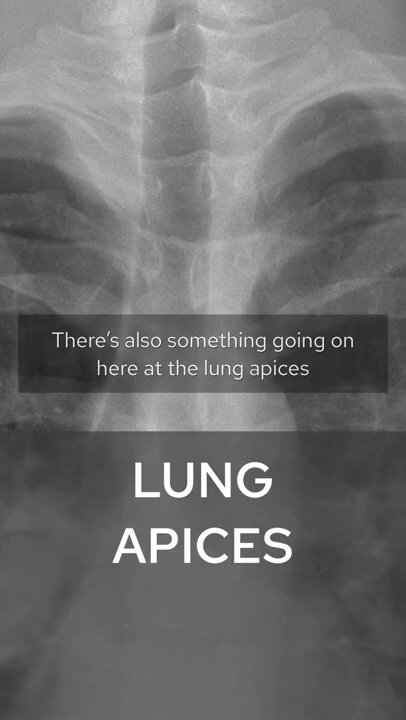 There’s also something going on
here at the lung apices
LUNG
APICES